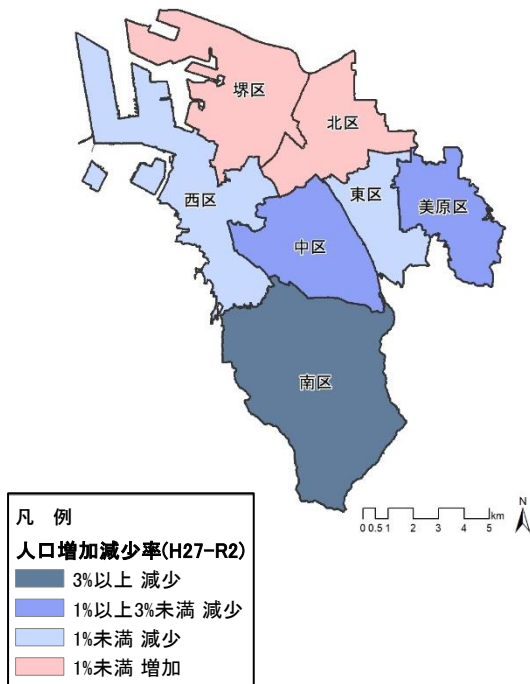 堺区
北区
西区
東区
美原区
中区
南区
N
0 0.5 1 2 3 4 5 km
凡 例
人口増加減少率(H27-R2)
3%以上 減少
1%以上3%未満 減少
1%未満 減少
1%未満 増加